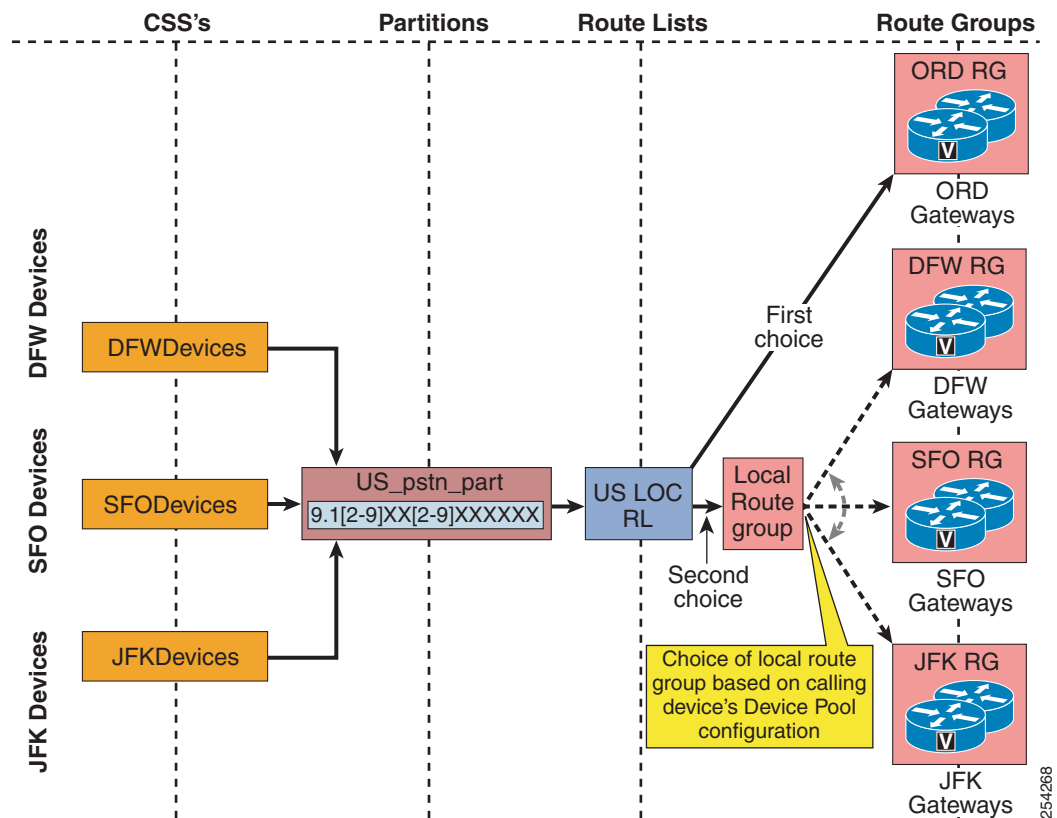 CSS's
Partitions
Route Lists
Route Groups
ORD RG
V
ORD
Gateways
DFW Devices
DFW RG
V
DFW
Gateways
First
choice
DFWDevices
SFO Devices
SFODevices
US_pstn_part
9.1[2-9]XX[2-9]XXXXXX
US LOC
RL
Local
Route
group
Second
choice
SFO RG
V
SFO
Gateways
JFK Devices
JFKDevices
Choice of local route
group based on calling
device's Device Pool
configuration
JFK RG
V
JFK
Gateways
254268